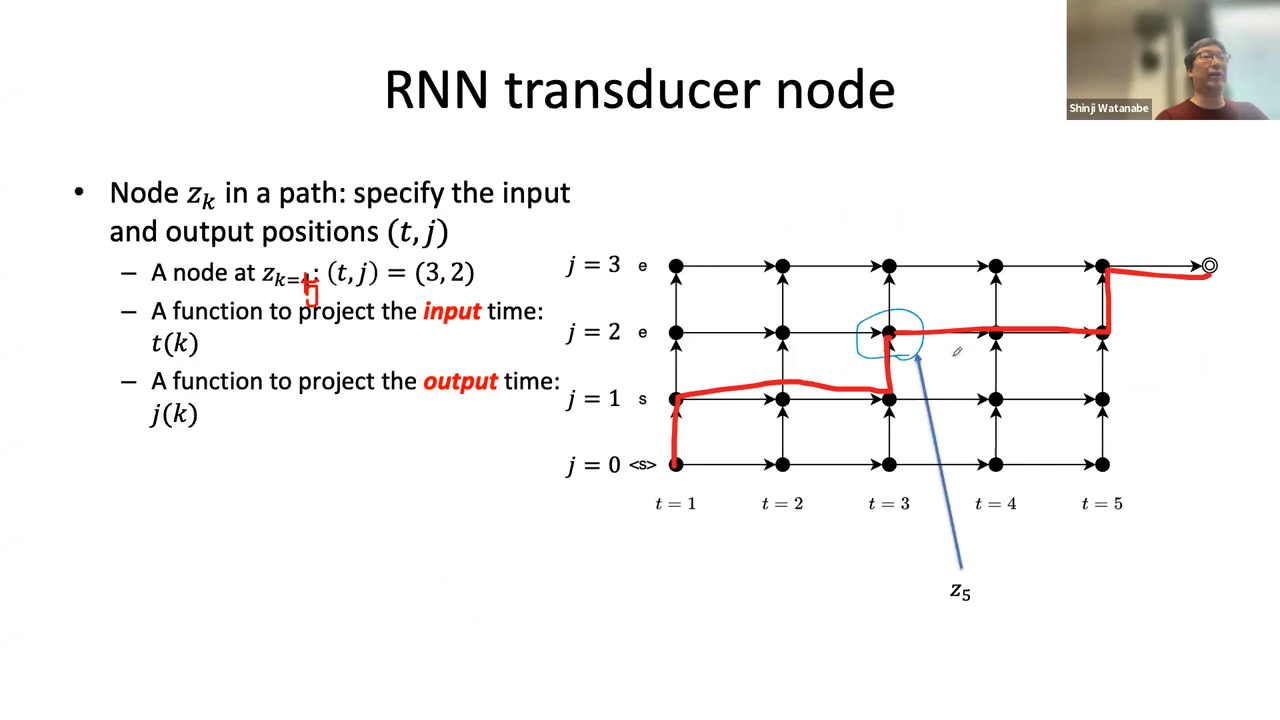 Shinji Watanabe
RNN transducer node
• Node z_k in a path: specify the input
and output positions (t, j)
– A node at z_{k=5}: (t, j) = (3, 2)
– A function to project the input time:
t(k)
– A function to project the output time:
j(k)
j = 3 e
j = 2 e
j = 1 s
j = 0 <s>
t = 1 t = 2 t = 3 t = 4 t = 5
z_5